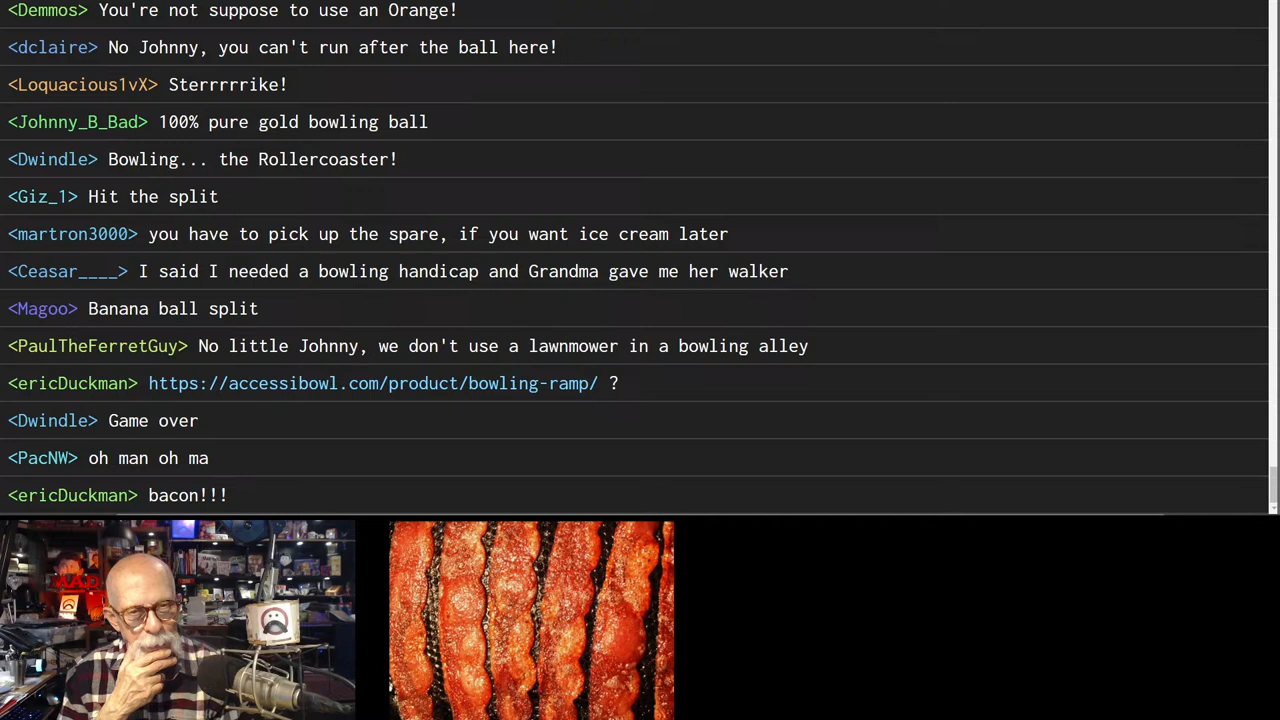 <Demmos> You're not suppose to use an Orange!
<dclaire> No Johnny, you can't run after the ball here!
<Loquacious1vX> Sterrrrrike!
<Johnny_B_Bad> 100% pure gold bowling ball
<Dwindle> Bowling... the Rollercoaster!
<Giz_1> Hit the split
<martron3000> you have to pick up the spare, if you want ice cream later
<Ceasar____> I said I needed a bowling handicap and Grandma gave me her walker
<Magoo> Banana ball split
<PaulTheFerretGuy> No little Johnny, we don't use a lawnmower in a bowling alley
<ericDuckman> https://accessibowl.com/product/bowling-ramp/ ?
<Dwindle> Game over
<PacNW> oh man oh ma
<ericDuckman> bacon!!!
MAD